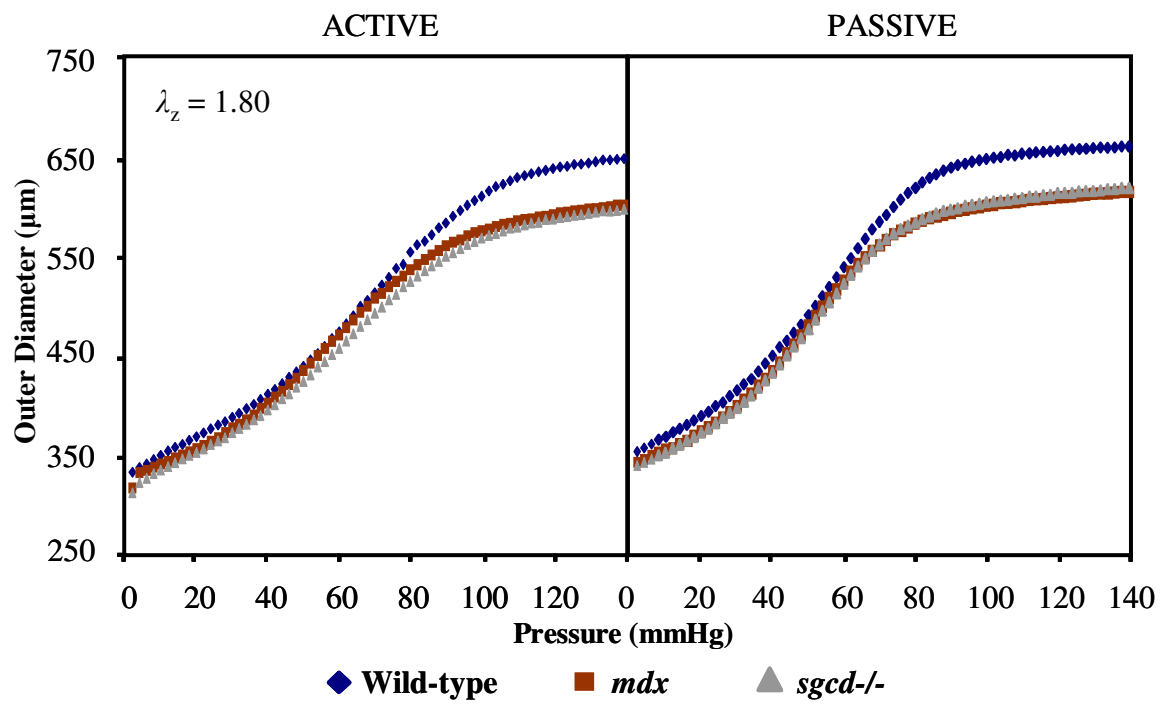 ACTIVE PASSIVE
750
λz = 1.80
650
550
450
350
250
Outer Diameter (μm)
0 20 40 60 80 100 120 0 20 40 60 80 100 120 140
Pressure (mmHg)
Wild-type mdx sgcd-/-